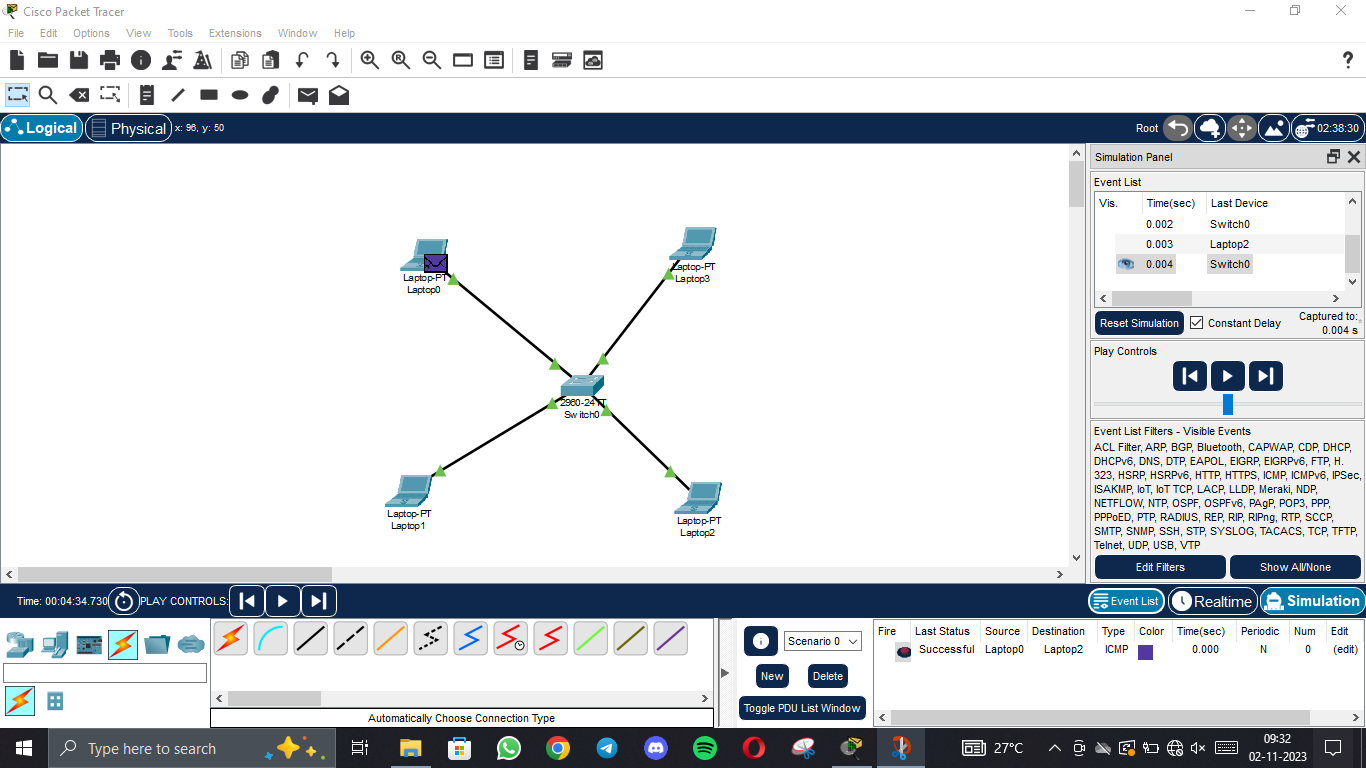 Cisco Packet Tracer
File Edit Options View Tools Extensions Window Help
Logical Physical x: 96, y: 50 Root 02:38:30
Simulation Panel
Event List
Vis. Time(sec) Last Device
0.002 Switch0
0.003 Laptop2
0.004 Switch0
Reset Simulation Constant Delay Captured to:
0.004 s
Play Controls
Event List Filters - Visible Events
ACL Filter, ARP, BGP, Bluetooth, CAPWAP, CDP, DHCP,
DHCPv6, DNS, DTP, EAPOL, EIGRP, EIGRPv6, FTP, H.
323, HSRP, HSRPv6, HTTP, HTTPS, ICMP, ICMPv6, IPSec,
ISAKMP, IoT, IoT TCP, LACP, LLDP, Meraki, NDP,
NETFLOW, NTP, OSPF, OSPFv6, PAgP, POP3, PPP,
PPPoED, PTP, RADIUS, REP, RIP, RIPng, RTP, SCCP,
SMTP, SNMP, SSH, STP, SYSLOG, TACACS, TCP, TFTP,
Telnet, UDP, USB, VTP
Edit Filters Show All/None
Laptop-PT
Laptop0
Laptop-PT
Laptop3
2960-24TT
Switch0
Laptop-PT
Laptop1
Laptop-PT
Laptop2
Time: 00:04:34.730 PLAY CONTROLS: Event List Realtime Simulation
Automatically Choose Connection Type
Scenario 0
New Delete
Toggle PDU List Window
Fire Last Status Source Destination Type Color Time(sec) Periodic Num Edit
Successful Laptop0 Laptop2 ICMP 0.000 N 0 (edit)
Type here to search 27°C 09:32
02-11-2023